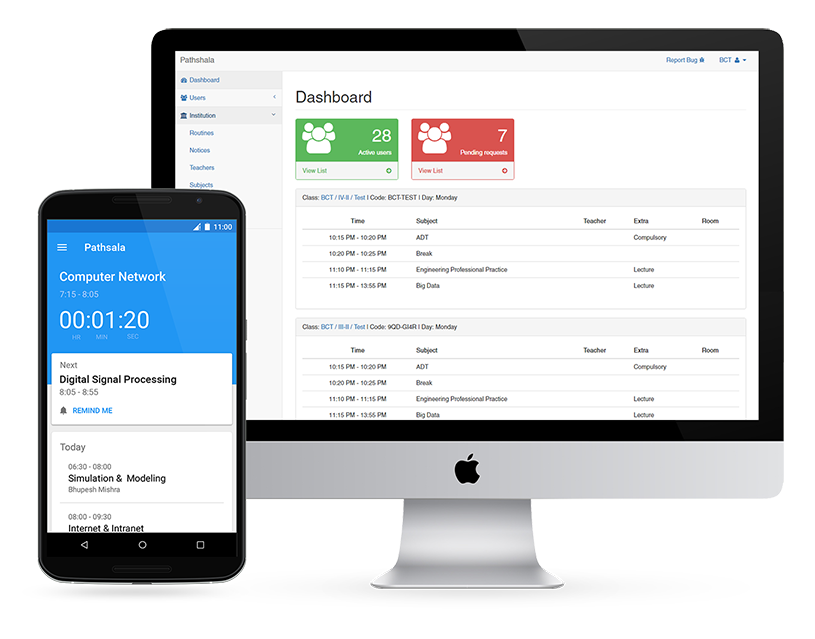 Pathshala
Report Bug
BCT
Dashboard
Users
Institution
Routines
Notices
Teachers
Subjects
Dashboard
28
Active users
View List
7
Pending requests
View List
Class: BCT / IV-II / Test I Code: BCT-TEST I Day: Monday
Time Subject Teacher Extra Room
10:15 PM - 10:20 PM ADT Compulsory
10:20 PM - 10:25 PM Break
11:10 PM - 11:15 PM Engineering Professional Practice Lecture
11:15 PM - 13:55 PM Big Data Lecture
Class: BCT / III-II / Test I Code: 9QD-GI4R I Day: Monday
Time Subject Teacher Extra Room
10:15 PM - 10:20 PM ADT Compulsory
10:20 PM - 10:25 PM Break
11:10 PM - 11:15 PM Engineering Professional Practice Lecture
11:15 PM - 13:55 PM Big Data Lecture
11:00
Pathsala
Computer Network
7:15 - 8:05
00:01:20
HR MIN SEC
Next
Digital Signal Processing
8:05 - 8:55
REMIND ME
Today
06:30 - 08:00
Simulation & Modeling
Bhupesh Mishra
08:00 - 09:30
Internet & Intranet